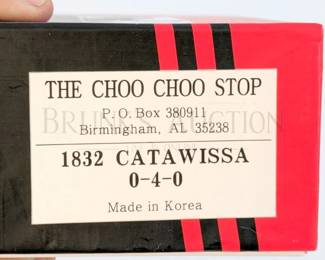 THE CHOO CHOO STOP
P.O. Box 380911
Birmingham, AL 35238
1832 CATAWISSA
0-4-0
Made in Korea